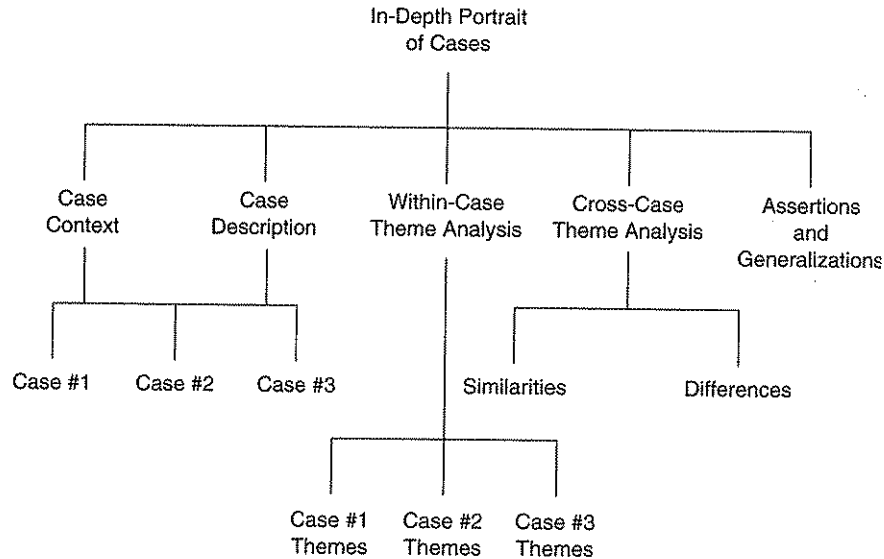 In-Depth Portrait
of Cases
Case
Context
Case
Description
Within-Case
Theme Analysis
Cross-Case
Theme Analysis
Assertions
and
Generalizations
Case #1
Case #2
Case #3
Similarities
Differences
Case #1
Themes
Case #2
Themes
Case #3
Themes